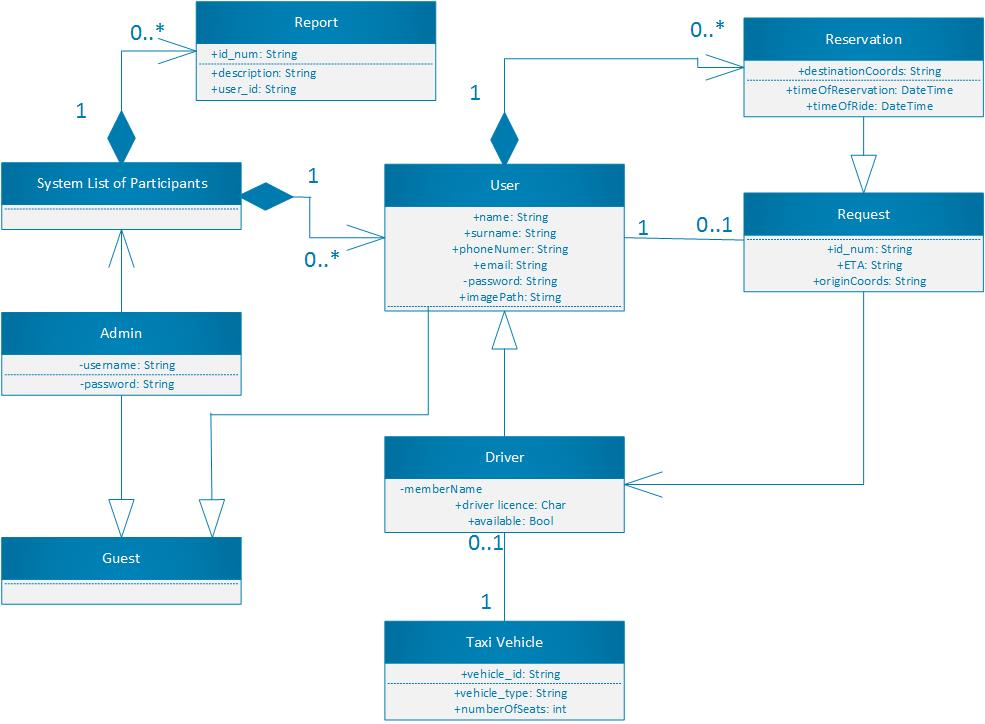 Report
+id_num: String
+description: String
+user_id: String
0..*
1
Reservation
+destinationCoords: String
+timeOfReservation: DateTime
+timeOfRide: DateTime
0..*
1
System List of Participants
1
0..*
User
+name: String
+surname: String
+phoneNumer: String
+email: String
-password: String
+imagePath: Stirng
1
0..1
Request
+id_num: String
+ETA: String
+originCoords: String
Admin
-username: String
-password: String
Driver
-memberName
+driver licence: Char
+available: Bool
0..1
1
Guest
Taxi Vehicle
+vehicle_id: String
+vehicle_type: String
+numberOfSeats: int